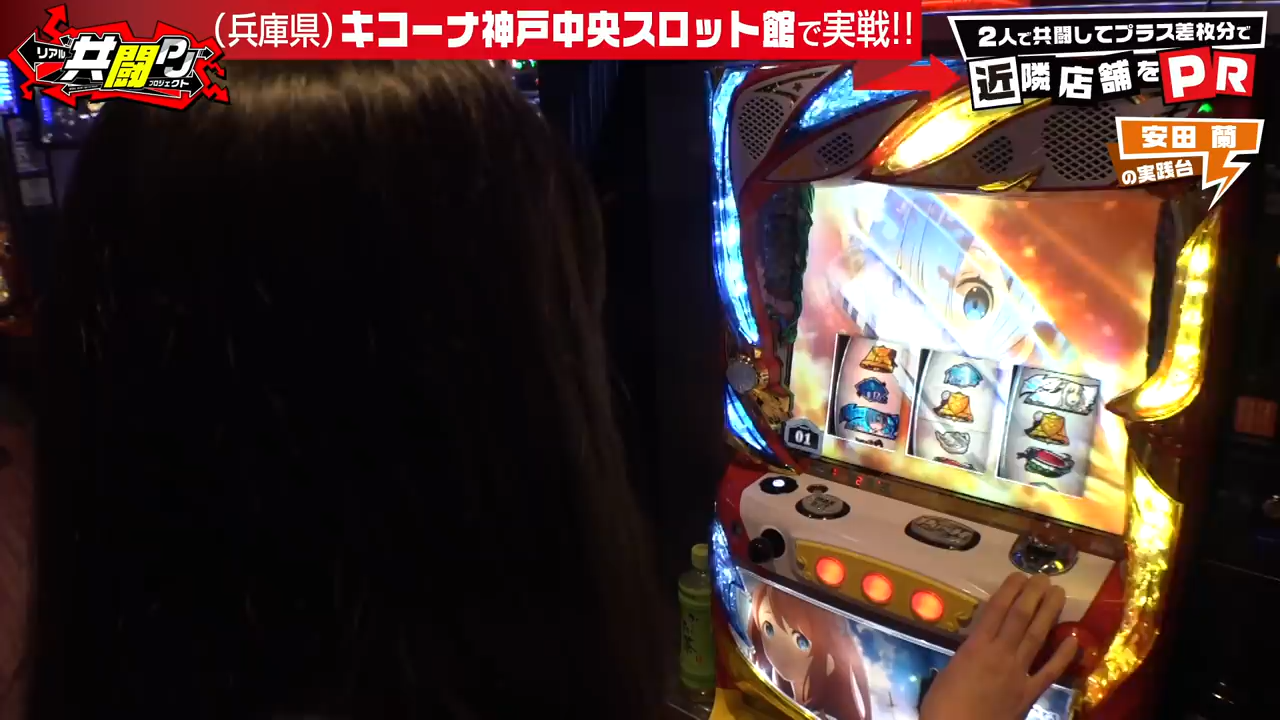 リアル
共闘PJ
プロジェクト
（兵庫県）キコーナ神戸中央スロット館で実戦!!
2人で共闘してプラス差枚分で
近隣店舗をPR
安田 蘭
の実践台
01